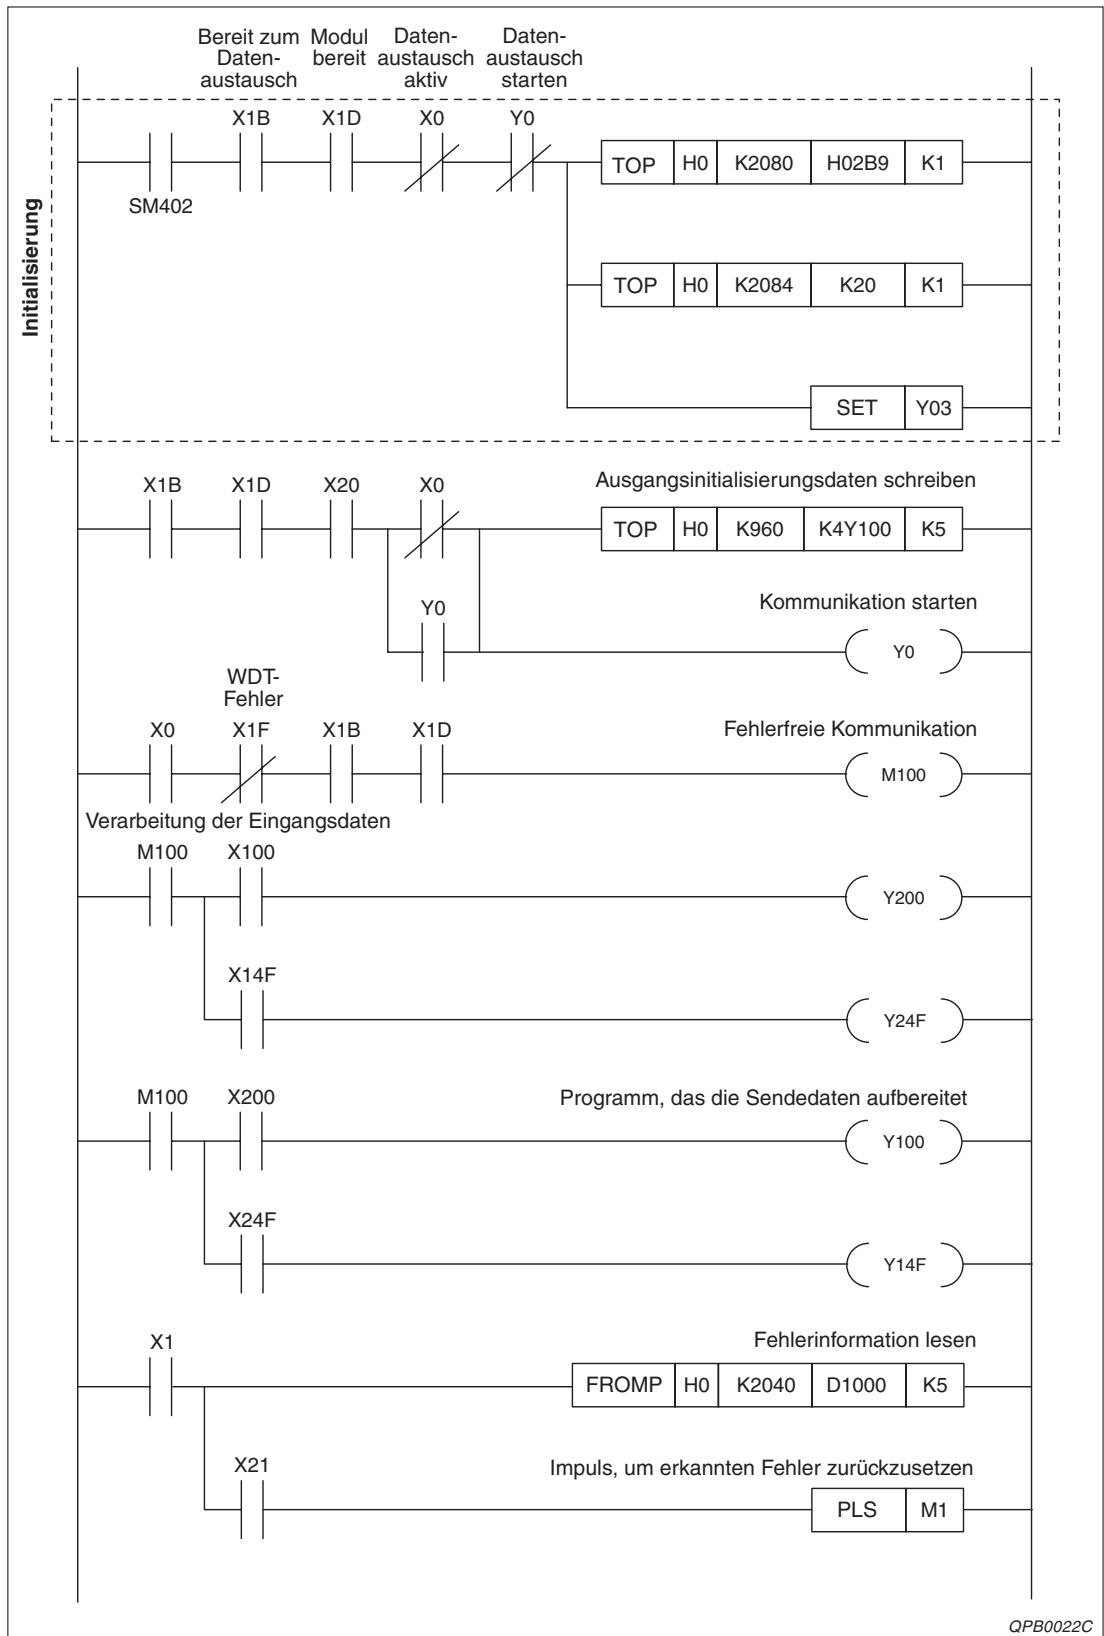 Bereit zum Modul Daten- Daten-
Daten- bereit austausch austausch
austausch aktiv starten
X1B X1D X0 Y0
TOP H0 K2080 H02B9 K1
SM402
Initialisierung
TOP H0 K2084 K20 K1
SET Y03
X1B X1D X20 X0 Ausgangsinitialisierungsdaten schreiben
TOP H0 K960 K4Y100 K5
Y0 Kommunikation starten
Y0
WDT-
Fehler
X0 X1F X1B X1D Fehlerfreie Kommunikation
M100
Verarbeitung der Eingangsdaten
M100 X100
Y200
X14F
Y24F
M100 X200 Programm, das die Sendedaten aufbereitet
Y100
X24F
Y14F
X1 Fehlerinformation lesen
FROMP H0 K2040 D1000 K5
X21 Impuls, um erkannten Fehler zurückzusetzen
PLS M1
QPB0022C